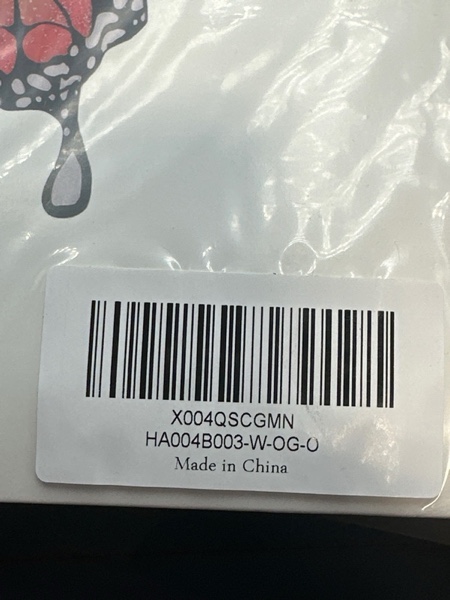 X004QSCGMN
HA004B003-W-OG-O
Made in China